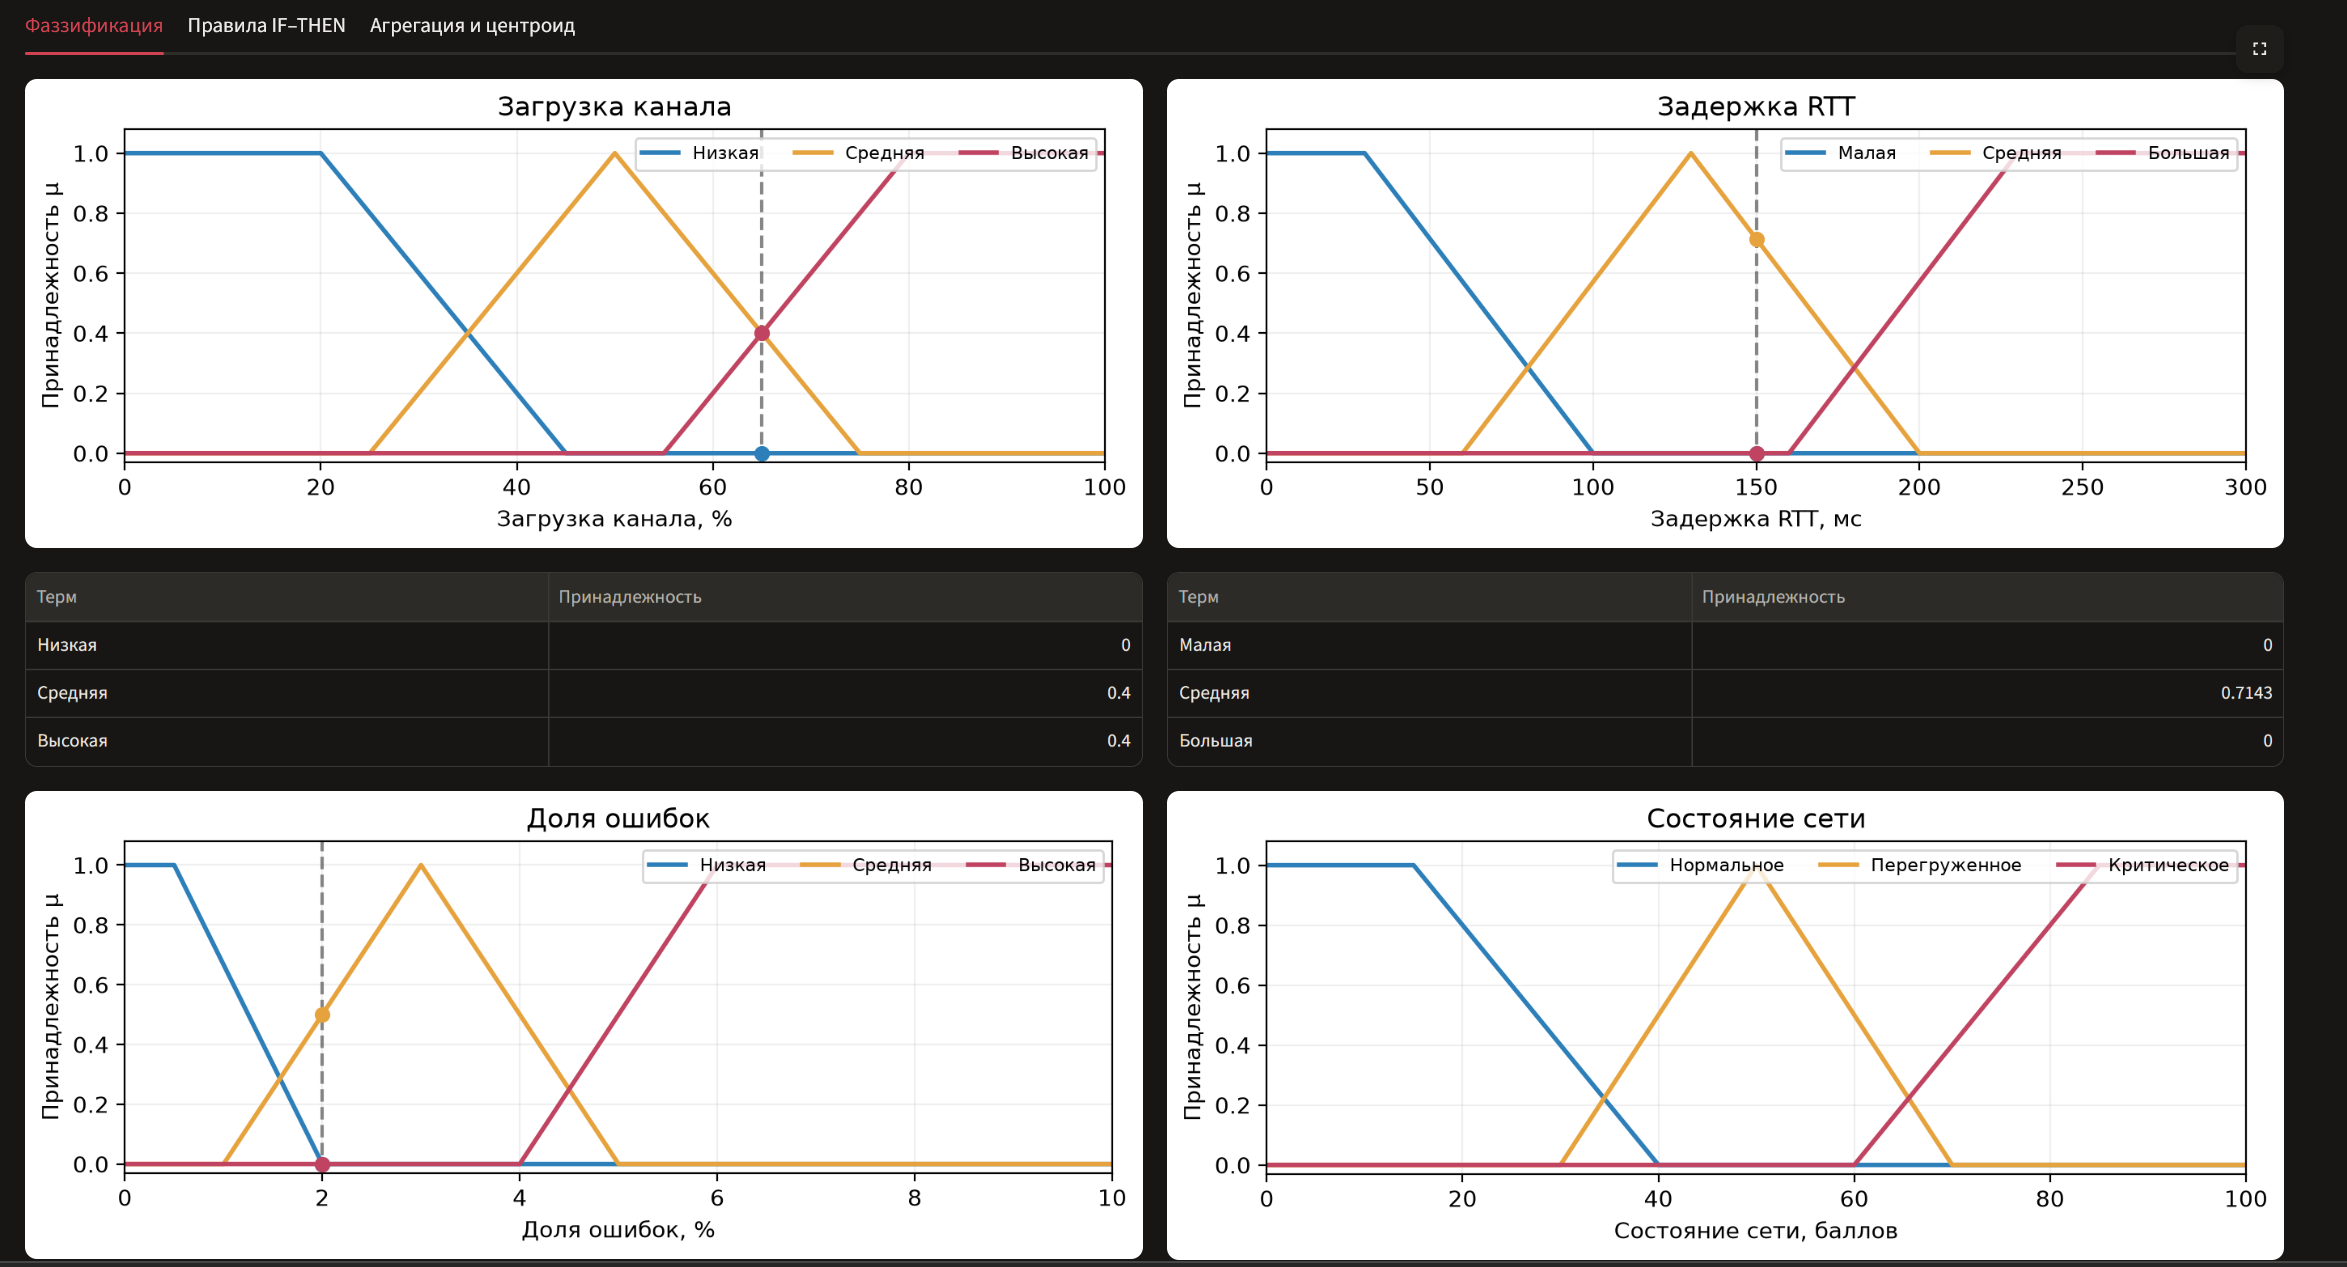 Фаззификация Правила IF–THEN Агрегация и центроид
Загрузка канала
Принадлежность μ
1.0
0.8
0.6
0.4
0.2
0.0
Низкая Средняя Высокая
0 20 40 60 80 100
Загрузка канала, %
Задержка RTT
Принадлежность μ
1.0
0.8
0.6
0.4
0.2
0.0
Малая Средняя Большая
0 50 100 150 200 250 300
Задержка RTT, мс
Терм Принадлежность
Низкая 0
Средняя 0.4
Высокая 0.4
Терм Принадлежность
Малая 0
Средняя 0.7143
Большая 0
Доля ошибок
Принадлежность μ
1.0
0.8
0.6
0.4
0.2
0.0
Низкая Средняя Высокая
0 2 4 6 8 10
Доля ошибок, %
Состояние сети
Принадлежность μ
1.0
0.8
0.6
0.4
0.2
0.0
Нормальное Перегруженное Критическое
0 20 40 60 80 100
Состояние сети, баллов